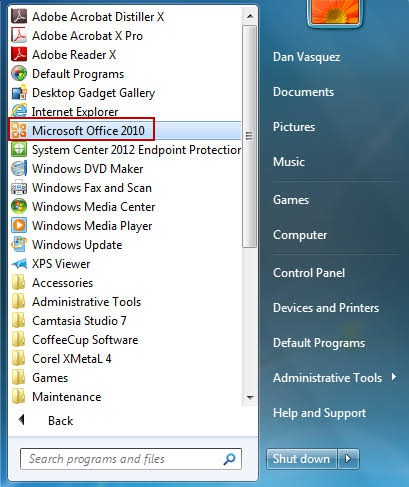 Adobe Acrobat Distiller X
Adobe Acrobat X Pro
Adobe Reader X
Default Programs
Desktop Gadget Gallery
Internet Explorer
Microsoft Office 2010
System Center 2012 Endpoint Protection
Windows DVD Maker
Windows Fax and Scan
Windows Media Center
Windows Media Player
Windows Update
XPS Viewer
Accessories
Administrative Tools
Camtasia Studio 7
CoffeeCup Software
Corel XMetaL 4
Games
Maintenance
Back
Search programs and files
Dan Vasquez
Documents
Pictures
Music
Games
Computer
Control Panel
Devices and Printers
Default Programs
Administrative Tools
Help and Support
Shut down